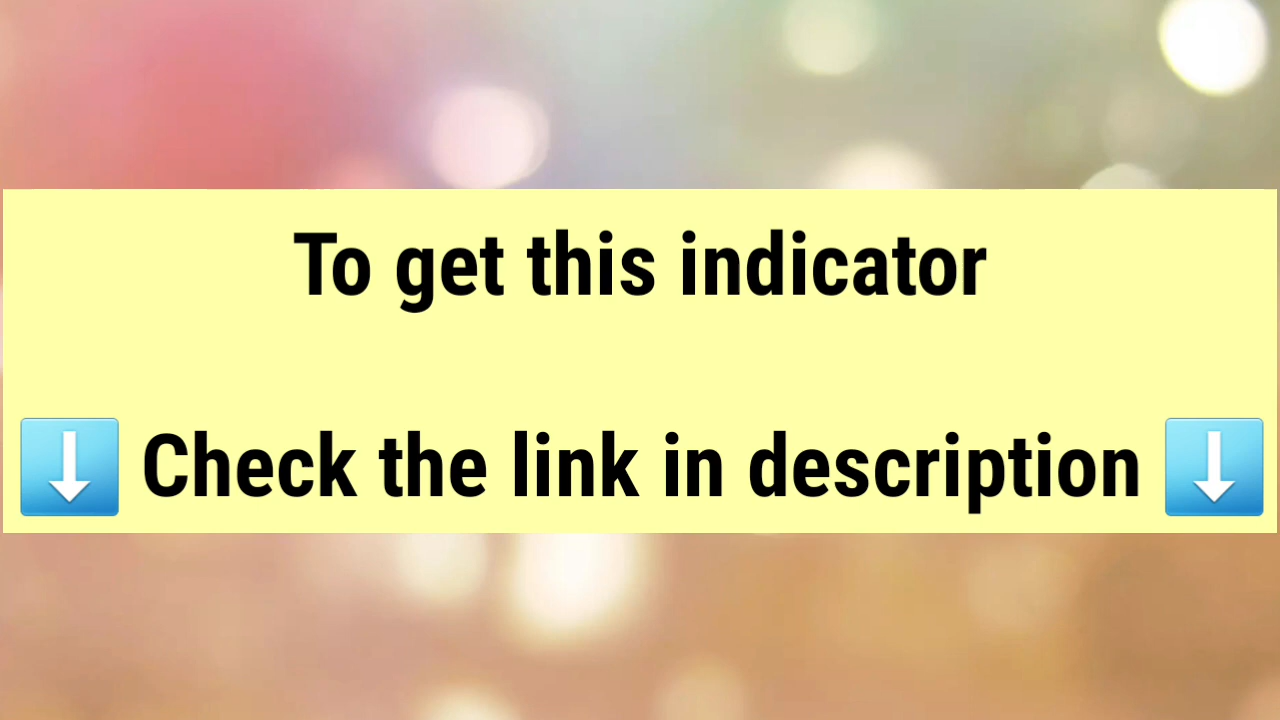 To get this indicator
⬇️ Check the link in description ⬇️